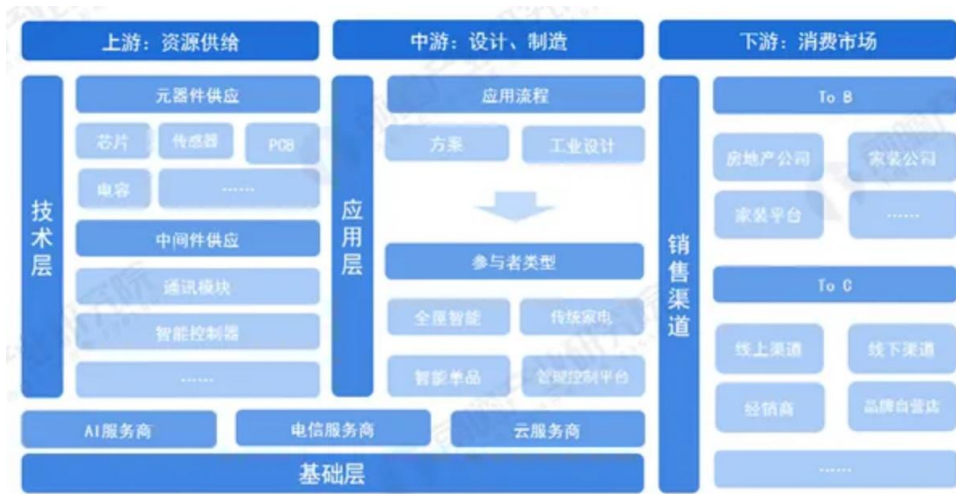 上游：资源供给
中游：设计、制造
下游：消费市场
技术层
元器件供应
芯片
传感器
PCB
电容
……
中间件供应
通讯模块
智能控制器
……
应用层
应用流程
方案
工业设计
参与者类型
全屋智能
传统家电
智能单品
智能控制平台
销售渠道
To B
房地产公司
家装公司
家装平台
……
To C
线上渠道
线下渠道
经销商
品牌自营店
……
AI服务商
电信服务商
云服务商
基础层
前瞻产业研究院